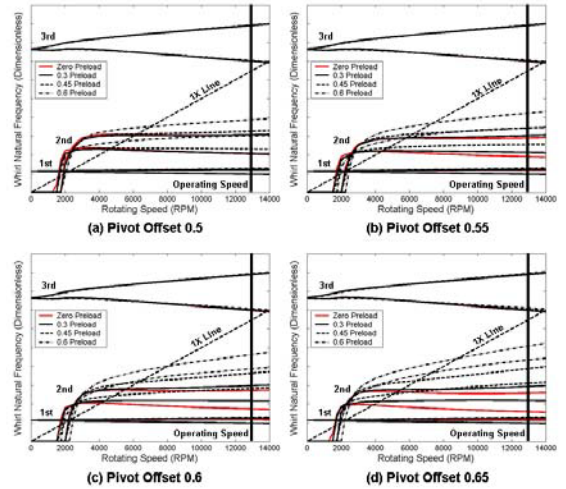 Whirl Natural Frequency (Dimensionless)
3rd
Zero Preload
0.3 Preload
0.45 Preload
0.6 Preload
1X Line
2nd
1st
Operating Speed
0 2000 4000 6000 8000 10000 12000 14000
Rotating Speed (RPM)
(a) Pivot Offset 0.5
Whirl Natural Frequency (Dimensionless)
3rd
Zero Preload
0.3 Preload
0.45 Preload
0.6 Preload
1X Line
2nd
1st
Operating Speed
0 2000 4000 6000 8000 10000 12000 14000
Rotating Speed (RPM)
(b) Pivot Offset 0.55
Whirl Natural Frequency (Dimensionless)
3rd
Zero Preload
0.3 Preload
0.45 Preload
0.6 Preload
1X Line
2nd
1st
Operating Speed
0 2000 4000 6000 8000 10000 12000 14000
Rotating Speed (RPM)
(c) Pivot Offset 0.6
Whirl Natural Frequency (Dimensionless)
3rd
Zero Preload
0.3 Preload
0.45 Preload
0.6 Preload
1X Line
2nd
1st
Operating Speed
0 2000 4000 6000 8000 10000 12000 14000
Rotating Speed (RPM)
(d) Pivot Offset 0.65